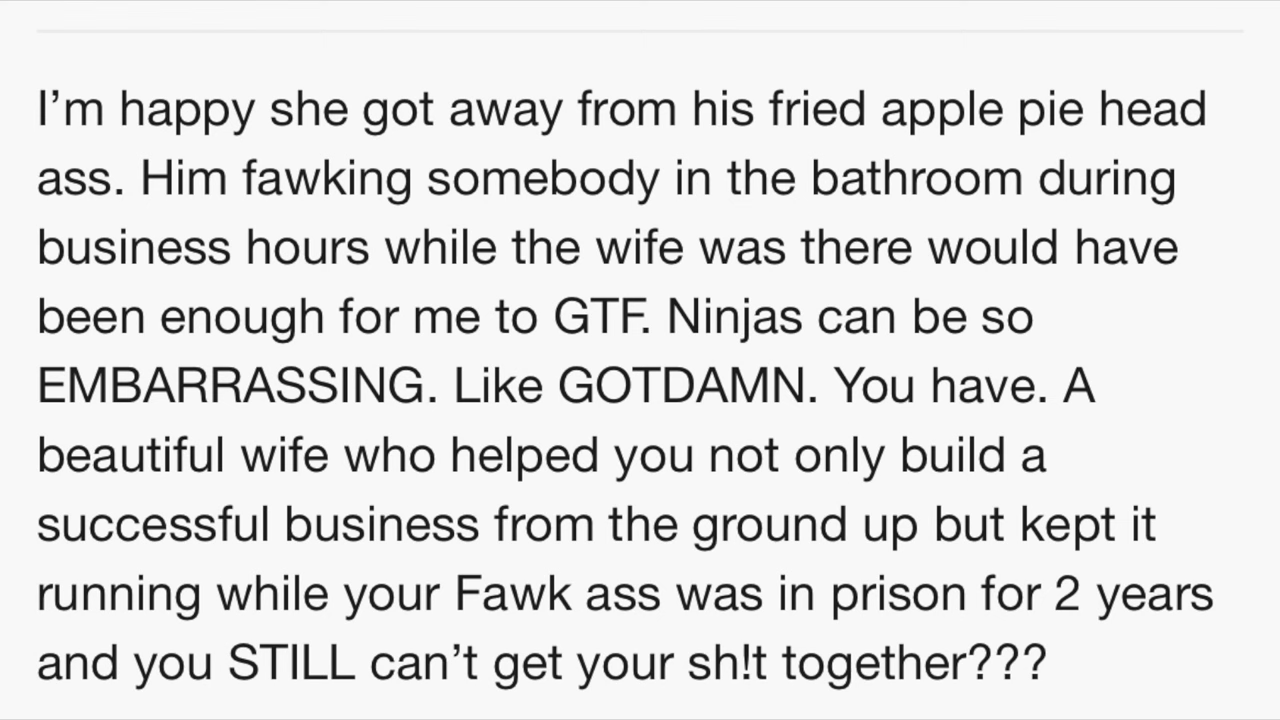 I’m happy she got away from his fried apple pie head
ass. Him fawking somebody in the bathroom during
business hours while the wife was there would have
been enough for me to GTF. Ninjas can be so
EMBARRASSING. Like GOTDAMN. You have. A
beautiful wife who helped you not only build a
successful business from the ground up but kept it
running while your Fawk ass was in prison for 2 years
and you STILL can’t get your sh!t together???